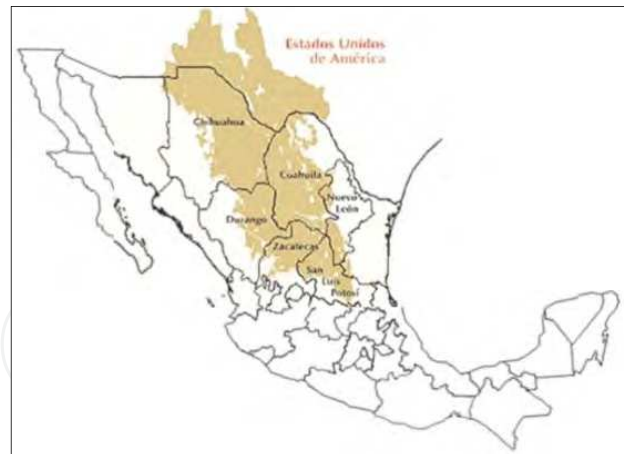 Estados Unidos
de América
Chihuahua
Coahuila
Nuevo
León
Durango
Zacatecas
San
Luis
Potosí